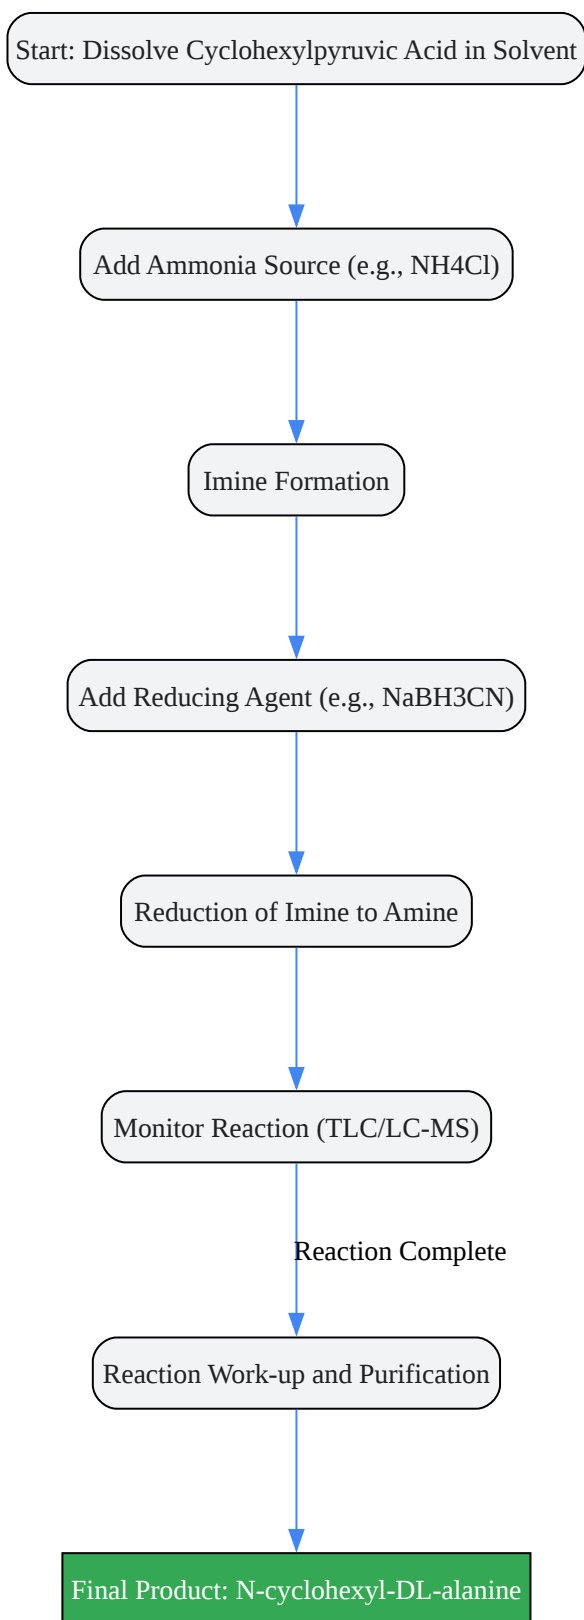 Start: Dissolve Cyclohexylpyruvic Acid in Solvent
Add Ammonia Source (e.g., NH4Cl)
Imine Formation
Add Reducing Agent (e.g., NaBH3CN)
Reduction of Imine to Amine
Monitor Reaction (TLC/LC-MS)
Reaction Complete
Reaction Work-up and Purification
Final Product: N-cyclohexyl-DL-alanine